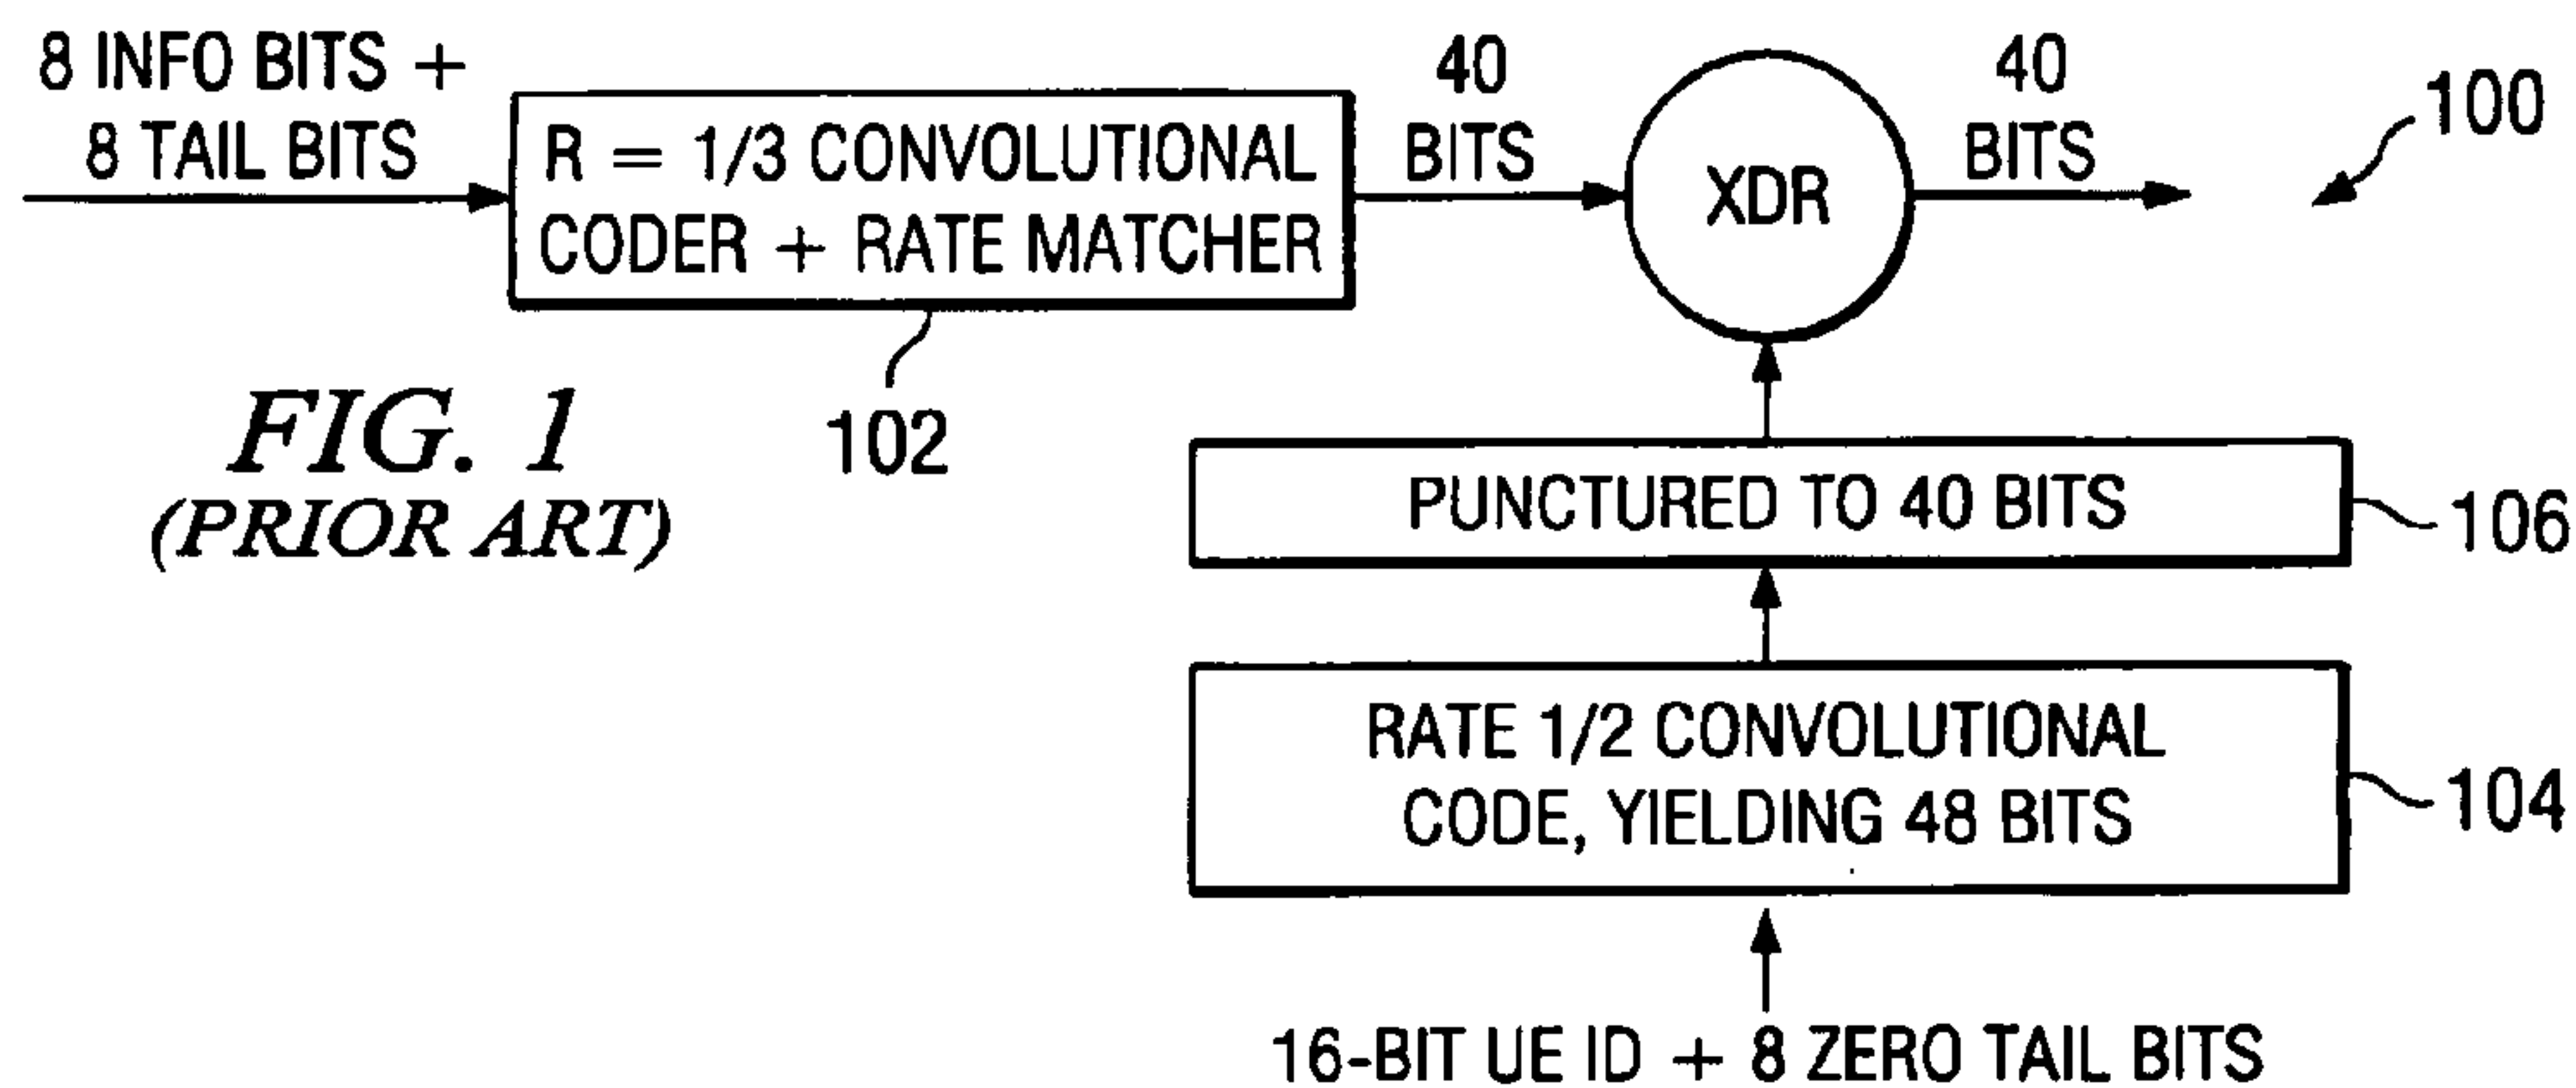 8 INFO BITS +
8 TAIL BITS
R = 1/3 CONVOLUTIONAL
CODER + RATE MATCHER
102
40
BITS
XDR
40
BITS
100
FIG. 1
(PRIOR ART)
PUNCTURED TO 40 BITS
106
RATE 1/2 CONVOLUTIONAL
CODE, YIELDING 48 BITS
104
16-BIT UE ID + 8 ZERO TAIL BITS